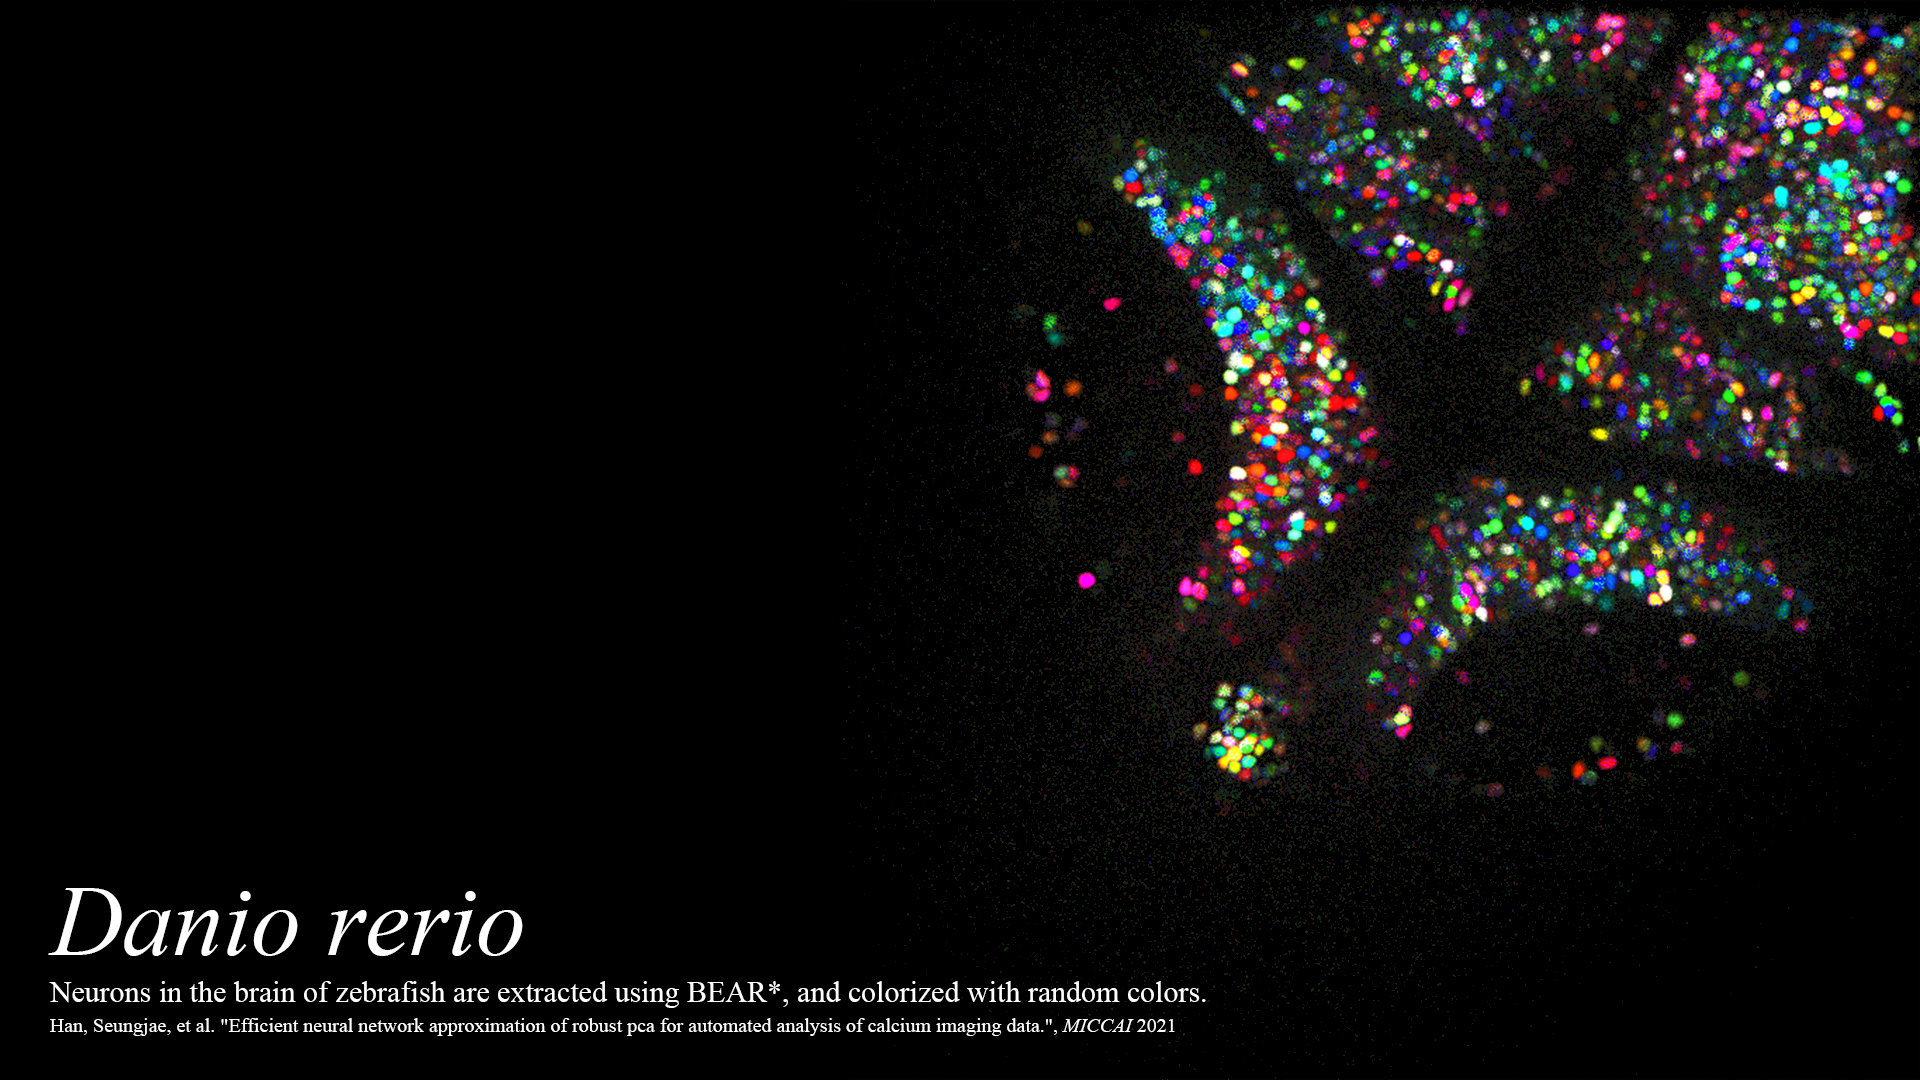 Danio rerio
Neurons in the brain of zebrafish are extracted using BEAR*, and colorized with random colors.
Han, Seungjae, et al. "Efficient neural network approximation of robust pca for automated analysis of calcium imaging data.", MICCAI 2021